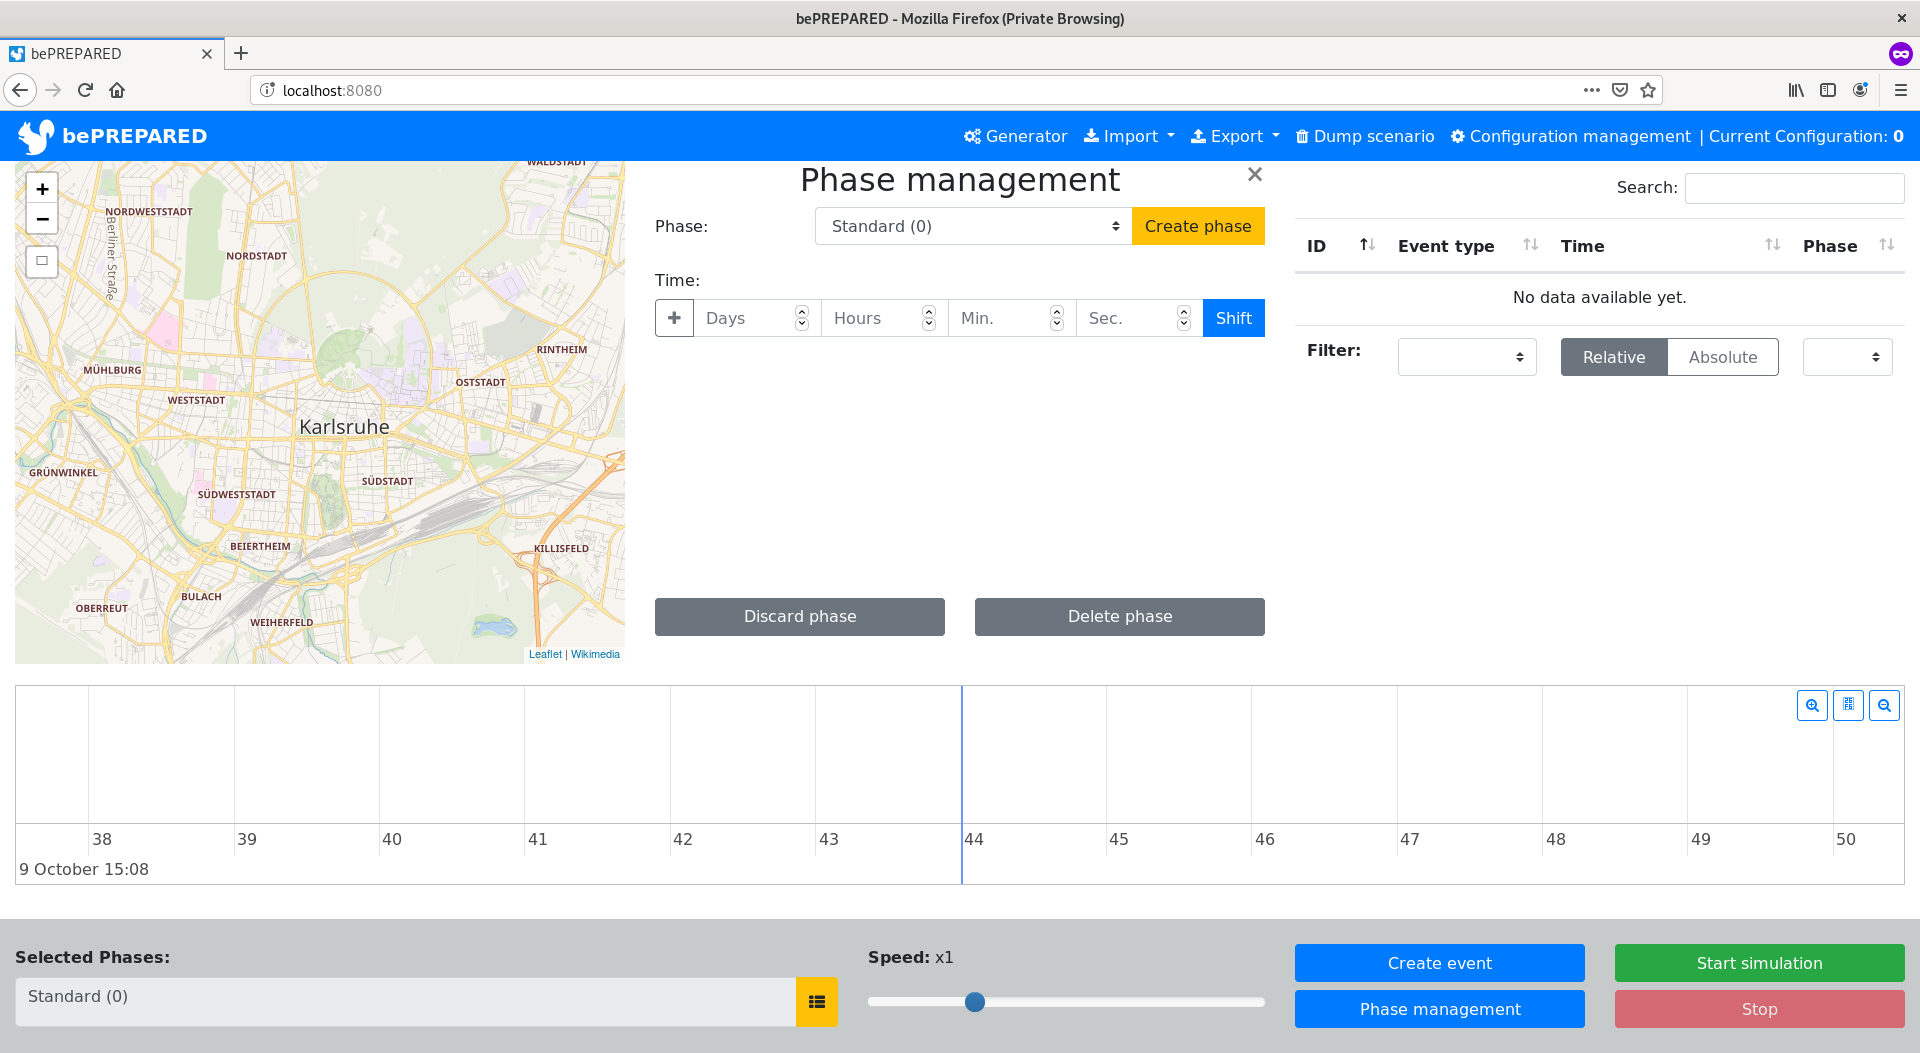 bePREPARED - Mozilla Firefox (Private Browsing)
bePREPARED
localhost:8080
bePREPARED
Generator Import Export Dump scenario Configuration management | Current Configuration: 0
WALDSTADT
NORDWESTSTADT
Berliner Straße
NORDSTADT
RINTHEIM
MÜHLBURG
OSTSTADT
WESTSTADT
Karlsruhe
GRÜNWINKEL
SÜDSTADT
SÜDWESTSTADT
BEIERTHEIM
KILLISFELD
BULACH
OBERREUT
WEIHERFELD
Leaflet | Wikimedia
+
−
Phase management ×
Phase: Standard (0) Create phase
Time:
+ Days Hours Min. Sec. Shift
Discard phase Delete phase
Search:
ID Event type Time Phase
No data available yet.
Filter: Relative Absolute
38 39 40 41 42 43 44 45 46 47 48 49 50
9 October 15:08
Selected Phases:
Standard (0)
Speed: x1
Create event Start simulation
Phase management Stop